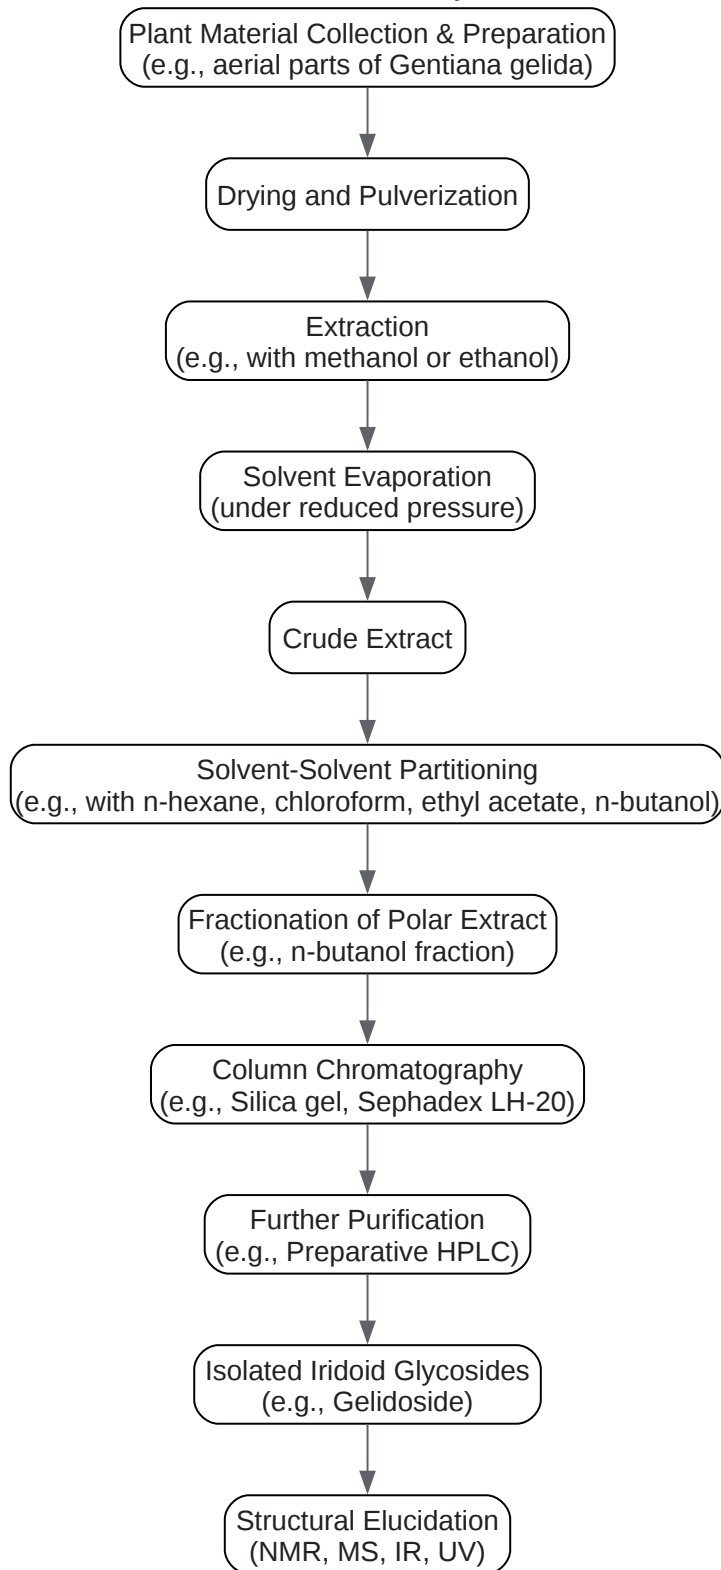 Plant Material Collection & Preparation
(e.g., aerial parts of Gentiana gelida)
Drying and Pulverization
Extraction
(e.g., with methanol or ethanol)
Solvent Evaporation
(under reduced pressure)
Crude Extract
Solvent-Solvent Partitioning
(e.g., with n-hexane, chloroform, ethyl acetate, n-butanol)
Fractionation of Polar Extract
(e.g., n-butanol fraction)
Column Chromatography
(e.g., Silica gel, Sephadex LH-20)
Further Purification
(e.g., Preparative HPLC)
Isolated Iridoid Glycosides
(e.g., Gelidoside)
Structural Elucidation
(NMR, MS, IR, UV)